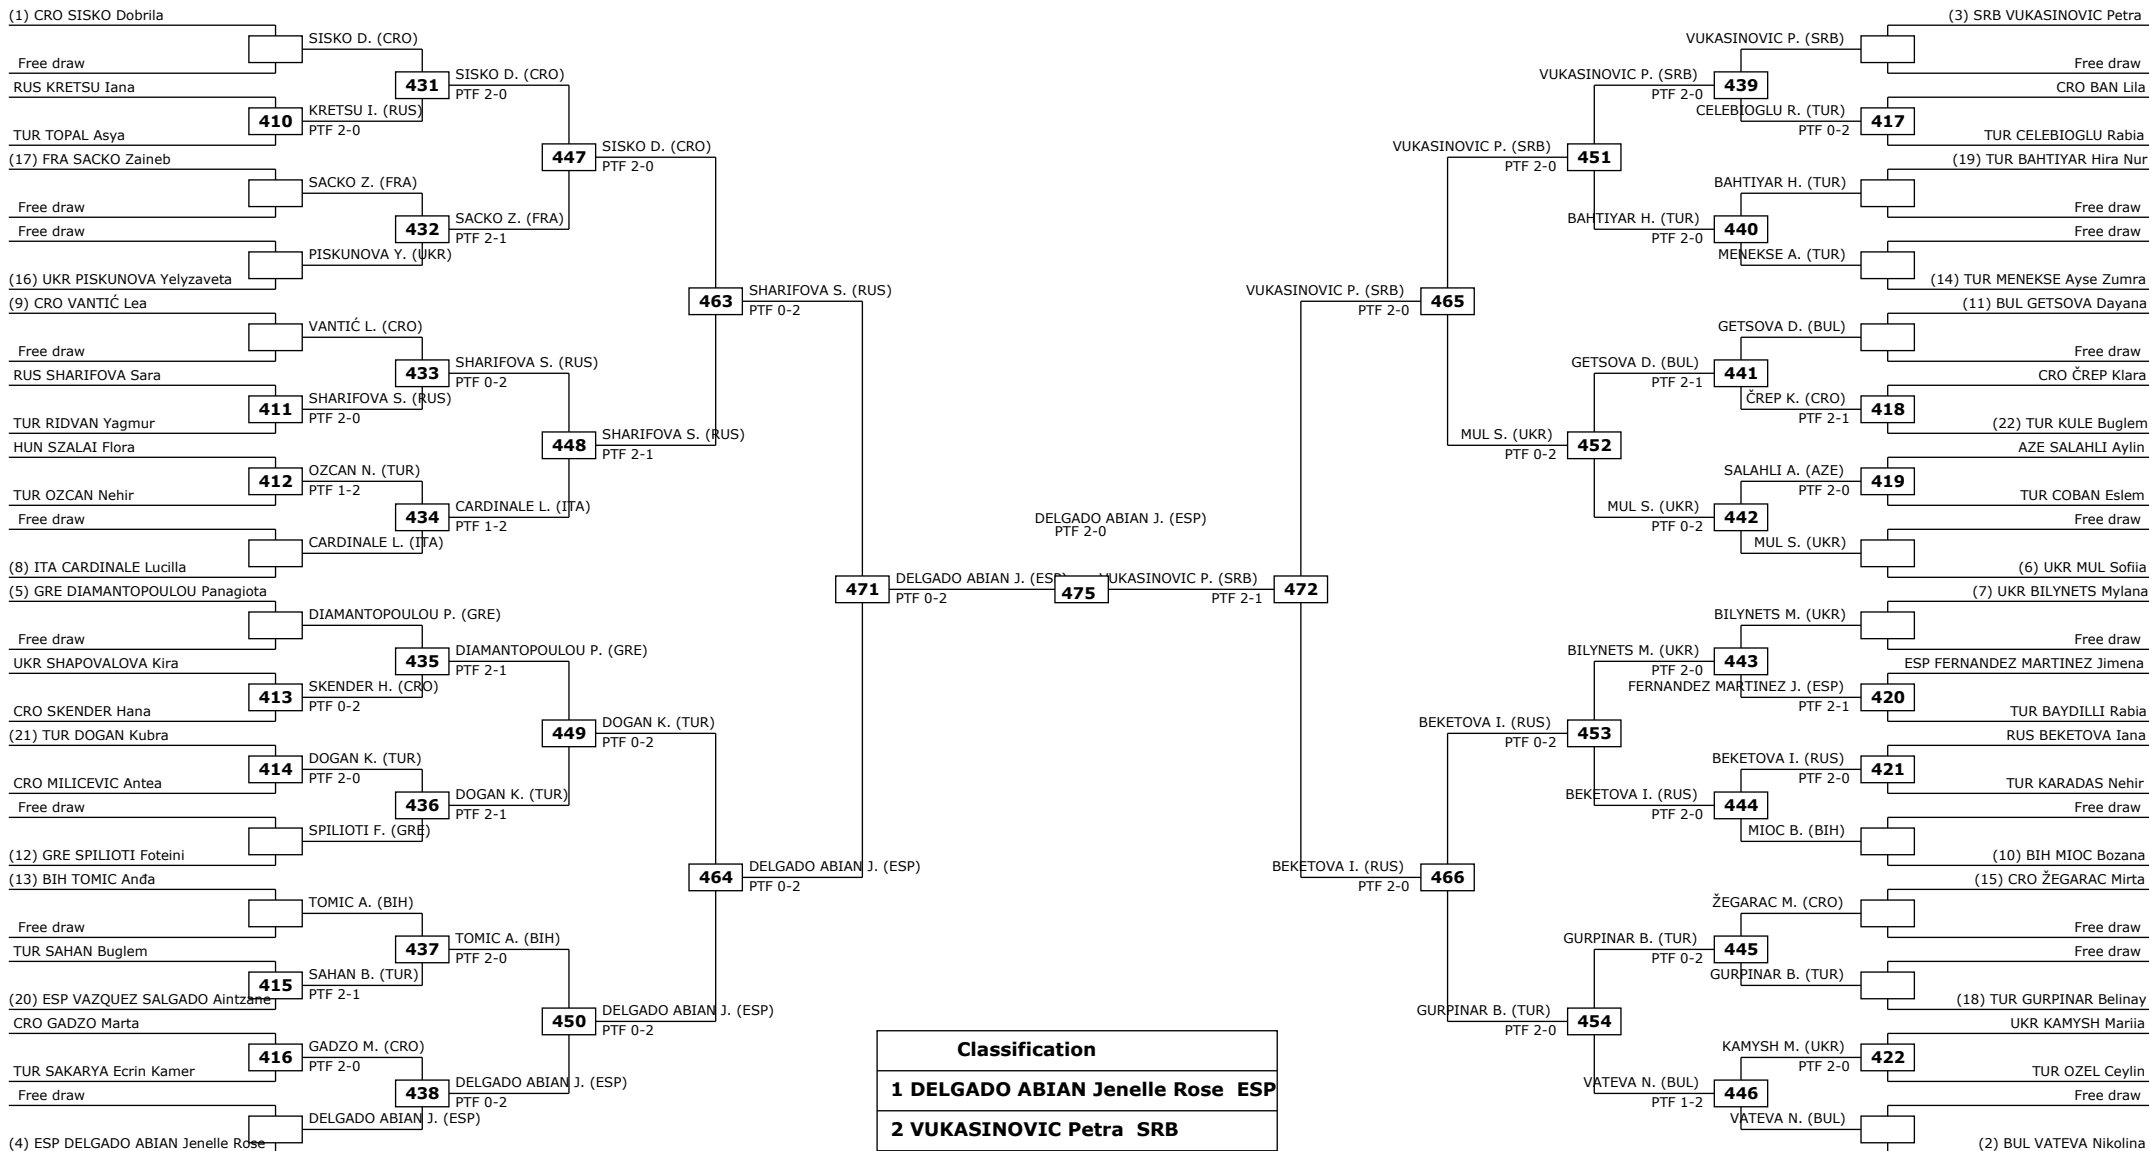 (1) CRO SISKO Dobrila
Free draw
RUS KRETSU Iana
TUR TOPAL Asya
(17) FRA SACKO Zaineb
Free draw
Free draw
(16) UKR PISKUNOVA Yelyzaveta
(9) CRO VANTIĆ Lea
Free draw
RUS SHARIFOVA Sara
TUR RIDVAN Yagmur
HUN SZALAI Flora
TUR OZCAN Nehir
Free draw
(8) ITA CARDINALE Lucilla
(5) GRE DIAMANTOPOULOU Panagiota
Free draw
UKR SHAPOVALOVA Kira
CRO SKENDER Hana
(21) TUR DOGAN Kubra
CRO MILICEVIC Antea
Free draw
(12) GRE SPILIOTI Foteini
(13) BIH TOMIC Anđa
Free draw
TUR SAHAN Buglem
(20) ESP VAZQUEZ SALGADO Aintzane
CRO GADZO Marta
TUR SAKARYA Ecrin Kamer
Free draw
(4) ESP DELGADO ABIAN Jenelle Rose
SISKO D. (CRO)
410
KRETSU I. (RUS)
PTF 2-0
SACKO Z. (FRA)
PISKUNOVA Y. (UKR)
VANTIĆ L. (CRO)
411
SHARIFOVA S. (RUS)
PTF 2-0
412
OZCAN N. (TUR)
PTF 1-2
CARDINALE L. (ITA)
DIAMANTOPOULOU P. (GRE)
413
SKENDER H. (CRO)
PTF 0-2
414
DOGAN K. (TUR)
PTF 2-0
SPILIOTI F. (GRE)
TOMIC A. (BIH)
415
SAHAN B. (TUR)
PTF 2-1
416
GADZO M. (CRO)
PTF 2-0
DELGADO ABIAN J. (ESP)
431
SISKO D. (CRO)
PTF 2-0
432
SACKO Z. (FRA)
PTF 2-1
433
SHARIFOVA S. (RUS)
PTF 0-2
434
CARDINALE L. (ITA)
PTF 1-2
435
DIAMANTOPOULOU P. (GRE)
PTF 2-1
436
DOGAN K. (TUR)
PTF 2-1
437
TOMIC A. (BIH)
PTF 2-0
438
DELGADO ABIAN J. (ESP)
PTF 0-2
447
SISKO D. (CRO)
PTF 2-0
448
SHARIFOVA S. (RUS)
PTF 2-1
449
DOGAN K. (TUR)
PTF 0-2
450
DELGADO ABIAN J. (ESP)
PTF 0-2
463
SHARIFOVA S. (RUS)
PTF 0-2
464
DELGADO ABIAN J. (ESP)
PTF 0-2
471
DELGADO ABIAN J. (ESP)
PTF 0-2
DELGADO ABIAN J. (ESP)
PTF 2-0
475
VUKASINOVIC P. (SRB)
PTF 2-1
472
VUKASINOVIC P. (SRB)
PTF 2-0
465
BEKETOVA I. (RUS)
PTF 2-0
466
VUKASINOVIC P. (SRB)
PTF 2-0
451
MUL S. (UKR)
PTF 0-2
452
BEKETOVA I. (RUS)
PTF 0-2
453
GURPINAR B. (TUR)
PTF 2-0
454
VUKASINOVIC P. (SRB)
PTF 2-0
439
BAHTIYAR H. (TUR)
PTF 2-0
440
GETSOVA D. (BUL)
PTF 2-1
441
MUL S. (UKR)
PTF 0-2
442
BILYNETS M. (UKR)
PTF 2-0
443
BEKETOVA I. (RUS)
PTF 2-0
444
GURPINAR B. (TUR)
PTF 0-2
445
VATEVA N. (BUL)
PTF 1-2
446
VUKASINOVIC P. (SRB)
CELEBIOGLU R. (TUR)
PTF 0-2
417
BAHTIYAR H. (TUR)
MENEKSE A. (TUR)
GETSOVA D. (BUL)
ČREP K. (CRO)
PTF 2-1
418
SALAHLI A. (AZE)
PTF 2-0
419
MUL S. (UKR)
BILYNETS M. (UKR)
FERNANDEZ MARTINEZ J. (ESP)
PTF 2-1
420
BEKETOVA I. (RUS)
PTF 2-0
421
MIOC B. (BIH)
ŽEGARAC M. (CRO)
GURPINAR B. (TUR)
KAMYSH M. (UKR)
PTF 2-0
422
VATEVA N. (BUL)
(3) SRB VUKASINOVIC Petra
Free draw
CRO BAN Lila
TUR CELEBIOGLU Rabia
(19) TUR BAHTIYAR Hira Nur
Free draw
Free draw
(14) TUR MENEKSE Ayse Zumra
(11) BUL GETSOVA Dayana
Free draw
CRO ČREP Klara
(22) TUR KULE Buglem
AZE SALAHLI Aylin
TUR COBAN Eslem
Free draw
(6) UKR MUL Sofiia
(7) UKR BILYNETS Mylana
Free draw
ESP FERNANDEZ MARTINEZ Jimena
TUR BAYDILLI Rabia
RUS BEKETOVA Iana
TUR KARADAS Nehir
Free draw
(10) BIH MIOC Bozana
(15) CRO ŽEGARAC Mirta
Free draw
Free draw
(18) TUR GURPINAR Belinay
UKR KAMYSH Mariia
TUR OZEL Ceylin
Free draw
(2) BUL VATEVA Nikolina
Classification
1 DELGADO ABIAN Jenelle Rose ESP
2 VUKASINOVIC Petra SRB